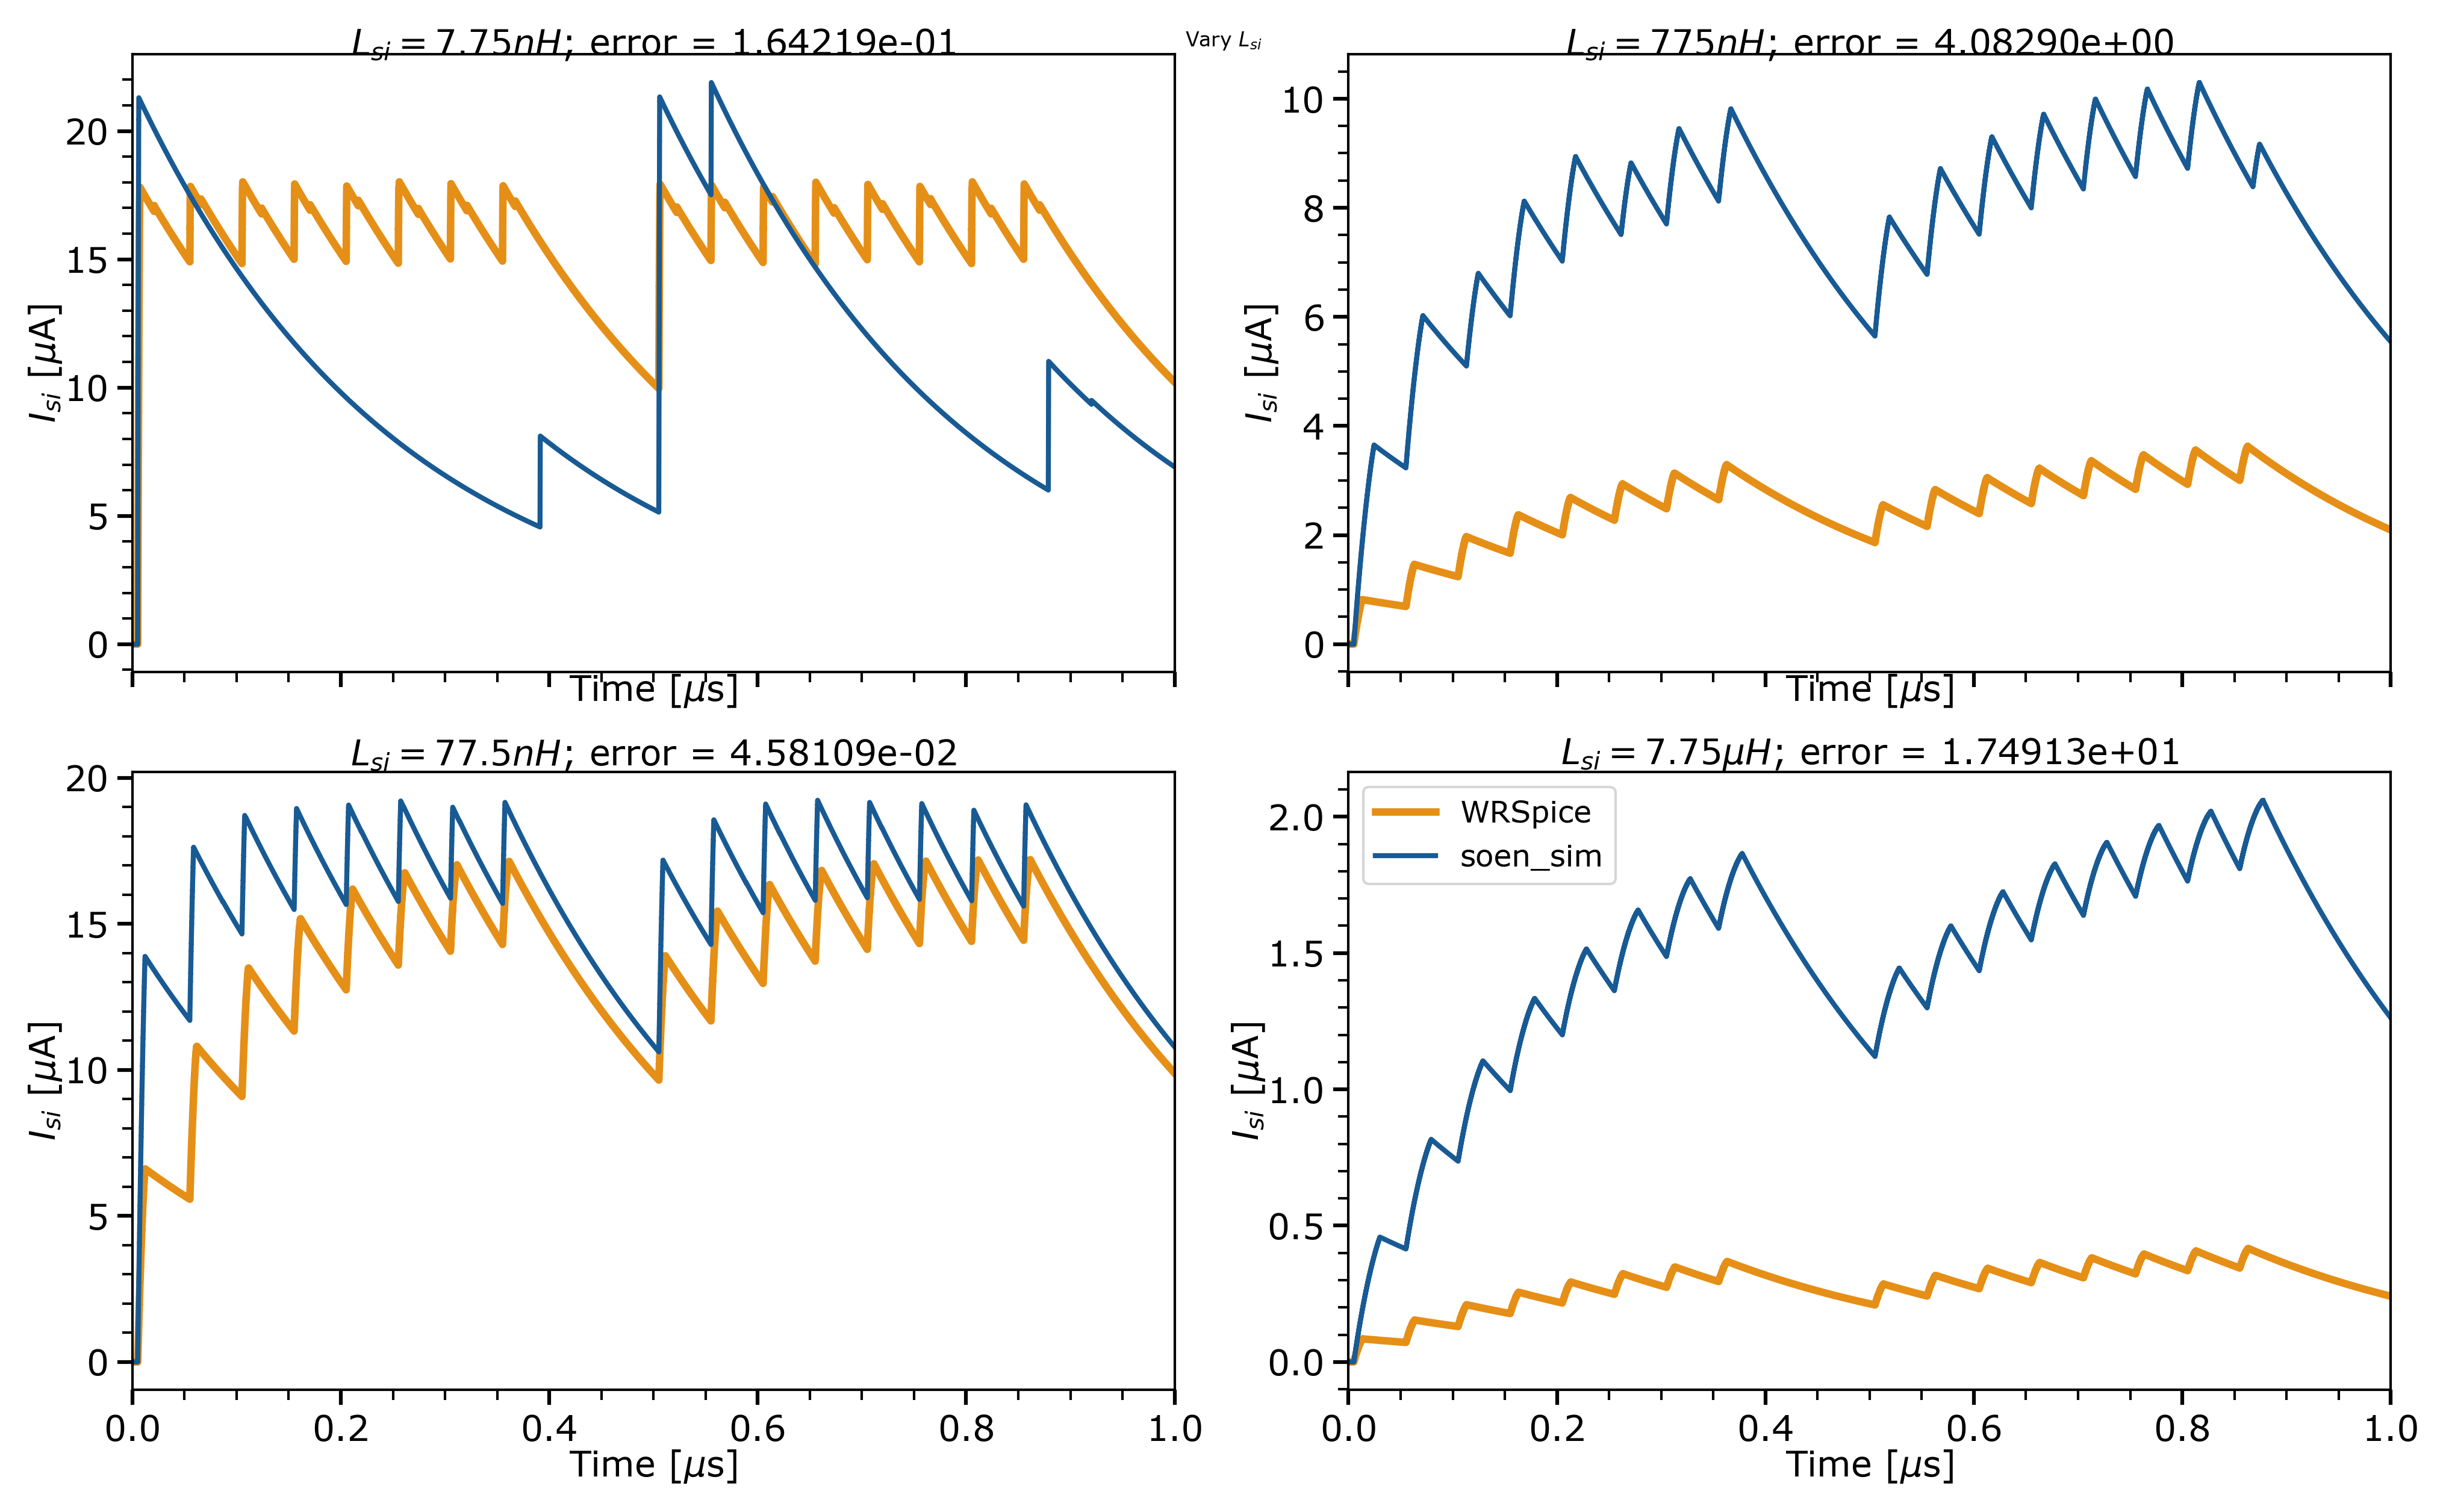 Vary L_si
L_si = 7.75nH; error = 1.64219e-01
20
15
10
5
0
I_si [μA]
Time [μs]
L_si = 775nH; error = 4.08290e+00
10
8
6
4
2
0
I_si [μA]
Time [μs]
L_si = 77.5nH; error = 4.58109e-02
20
15
10
5
0
I_si [μA]
0.0 0.2 0.4 0.6 0.8 1.0
Time [μs]
L_si = 7.75μH; error = 1.74913e+01
WRSpice
soen_sim
2.0
1.5
1.0
0.5
0.0
I_si [μA]
0.0 0.2 0.4 0.6 0.8 1.0
Time [μs]